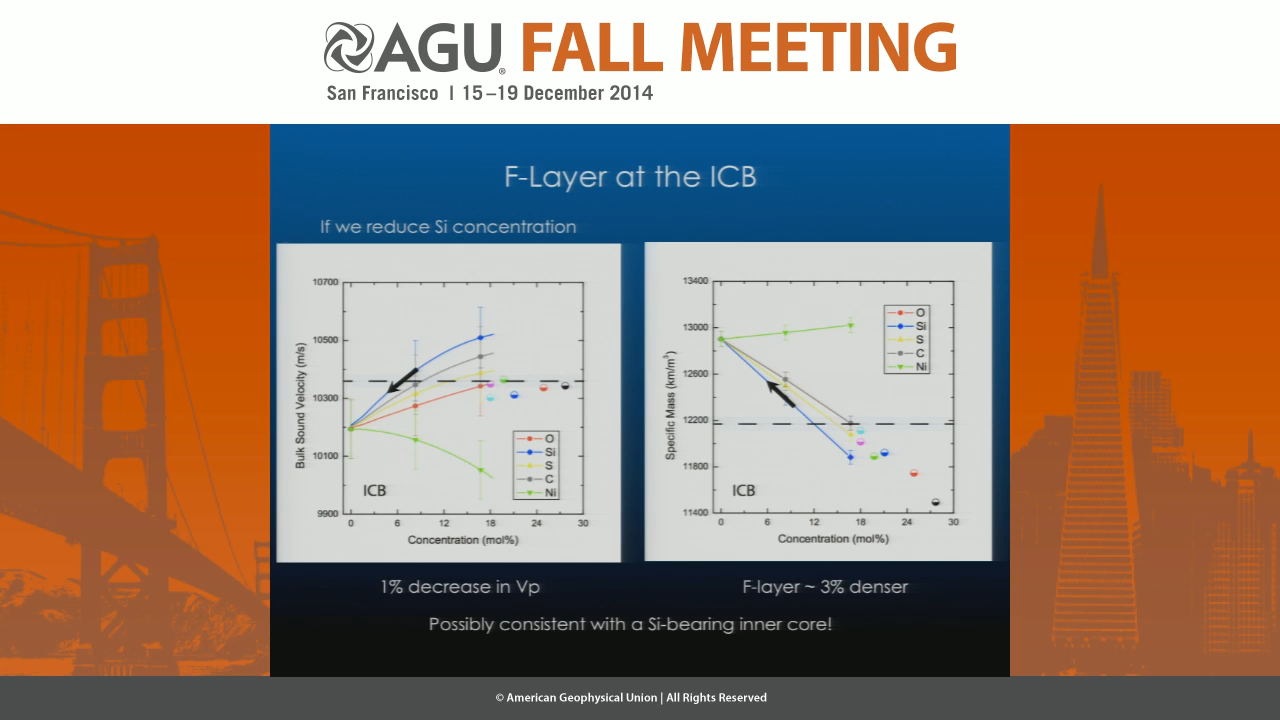 AGU® FALL MEETING
San Francisco | 15–19 December 2014
F-Layer at the ICB
If we reduce Si concentration
10700
10500
10300
10100
9900
Bulk Sound Velocity (m/s)
O
Si
S
C
Ni
ICB
0 6 12 18 24 30
Concentration (mol%)
13400
13000
12600
12200
11800
11400
Specific Mass (km/m³)
O
Si
S
C
Ni
ICB
0 6 12 18 24 30
Concentration (mol%)
1% decrease in Vp
F-layer ~ 3% denser
Possibly consistent with a Si-bearing inner core!
© American Geophysical Union | All Rights Reserved